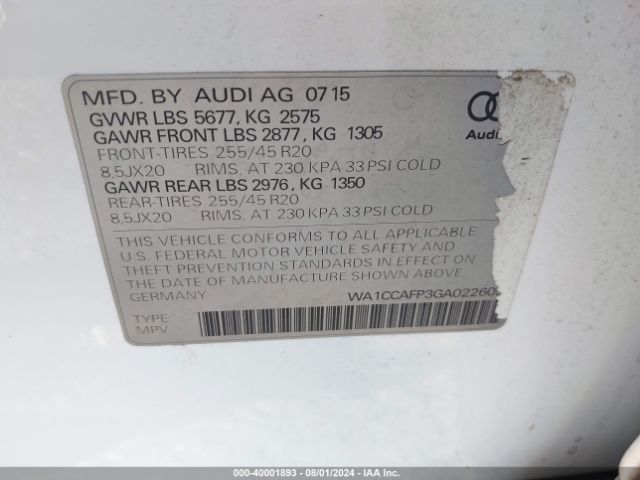 MFD. BY AUDI AG 07 15
GVWR LBS 5677, KG 2575
GAWR FRONT LBS 2877, KG 1305
FRONT-TIRES 255/45 R20
8,5JX20 RIMS, AT 230 KPA 33 PSI COLD
GAWR REAR LBS 2976, KG 1350
REAR-TIRES 255/45 R20
8,5JX20 RIMS, AT 230 KPA 33 PSI COLD
Audi
THIS VEHICLE CONFORMS TO ALL APPLICABLE
U.S. FEDERAL MOTOR VEHICLE SAFETY AND
THEFT PREVENTION STANDARDS IN EFFECT ON
THE DATE OF MANUFACTURE SHOWN ABOVE.
GERMANY
TYPE
MPV
000-40001893 - 08/01/2024 - IAA Inc.